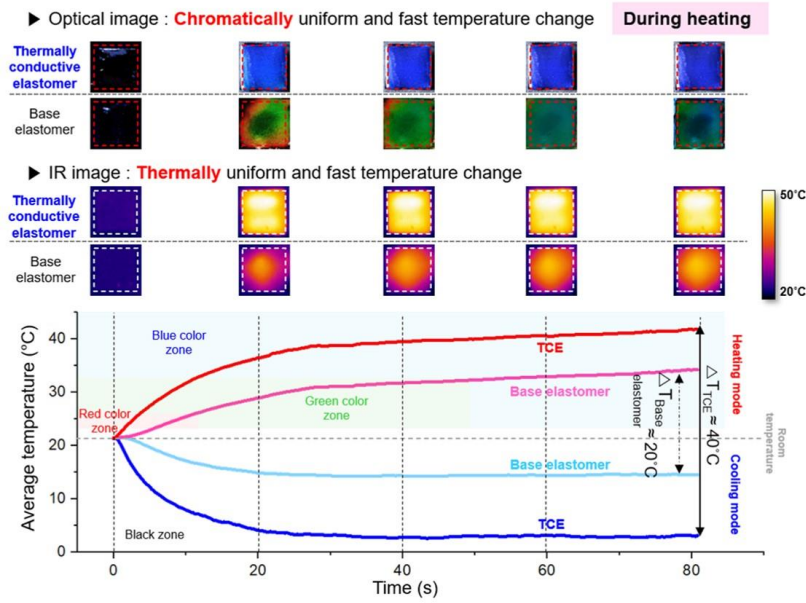 ▶ Optical image : Chromatically uniform and fast temperature change
During heating
Thermally
conductive
elastomer
Base
elastomer
▶ IR image : Thermally uniform and fast temperature change
Thermally
conductive
elastomer
Base
elastomer
50°C
20°C
Average temperature (°C)
40
30
20
10
0
Blue color
zone
Green color
zone
Red color
zone
Black zone
TCE
Base elastomer
Base elastomer
TCE
△T Base elastomer ≈ 20°C
△T TCE ≈ 40°C
Heating mode
Cooling mode
Room
temperature
0
20
40
60
80
Time (s)